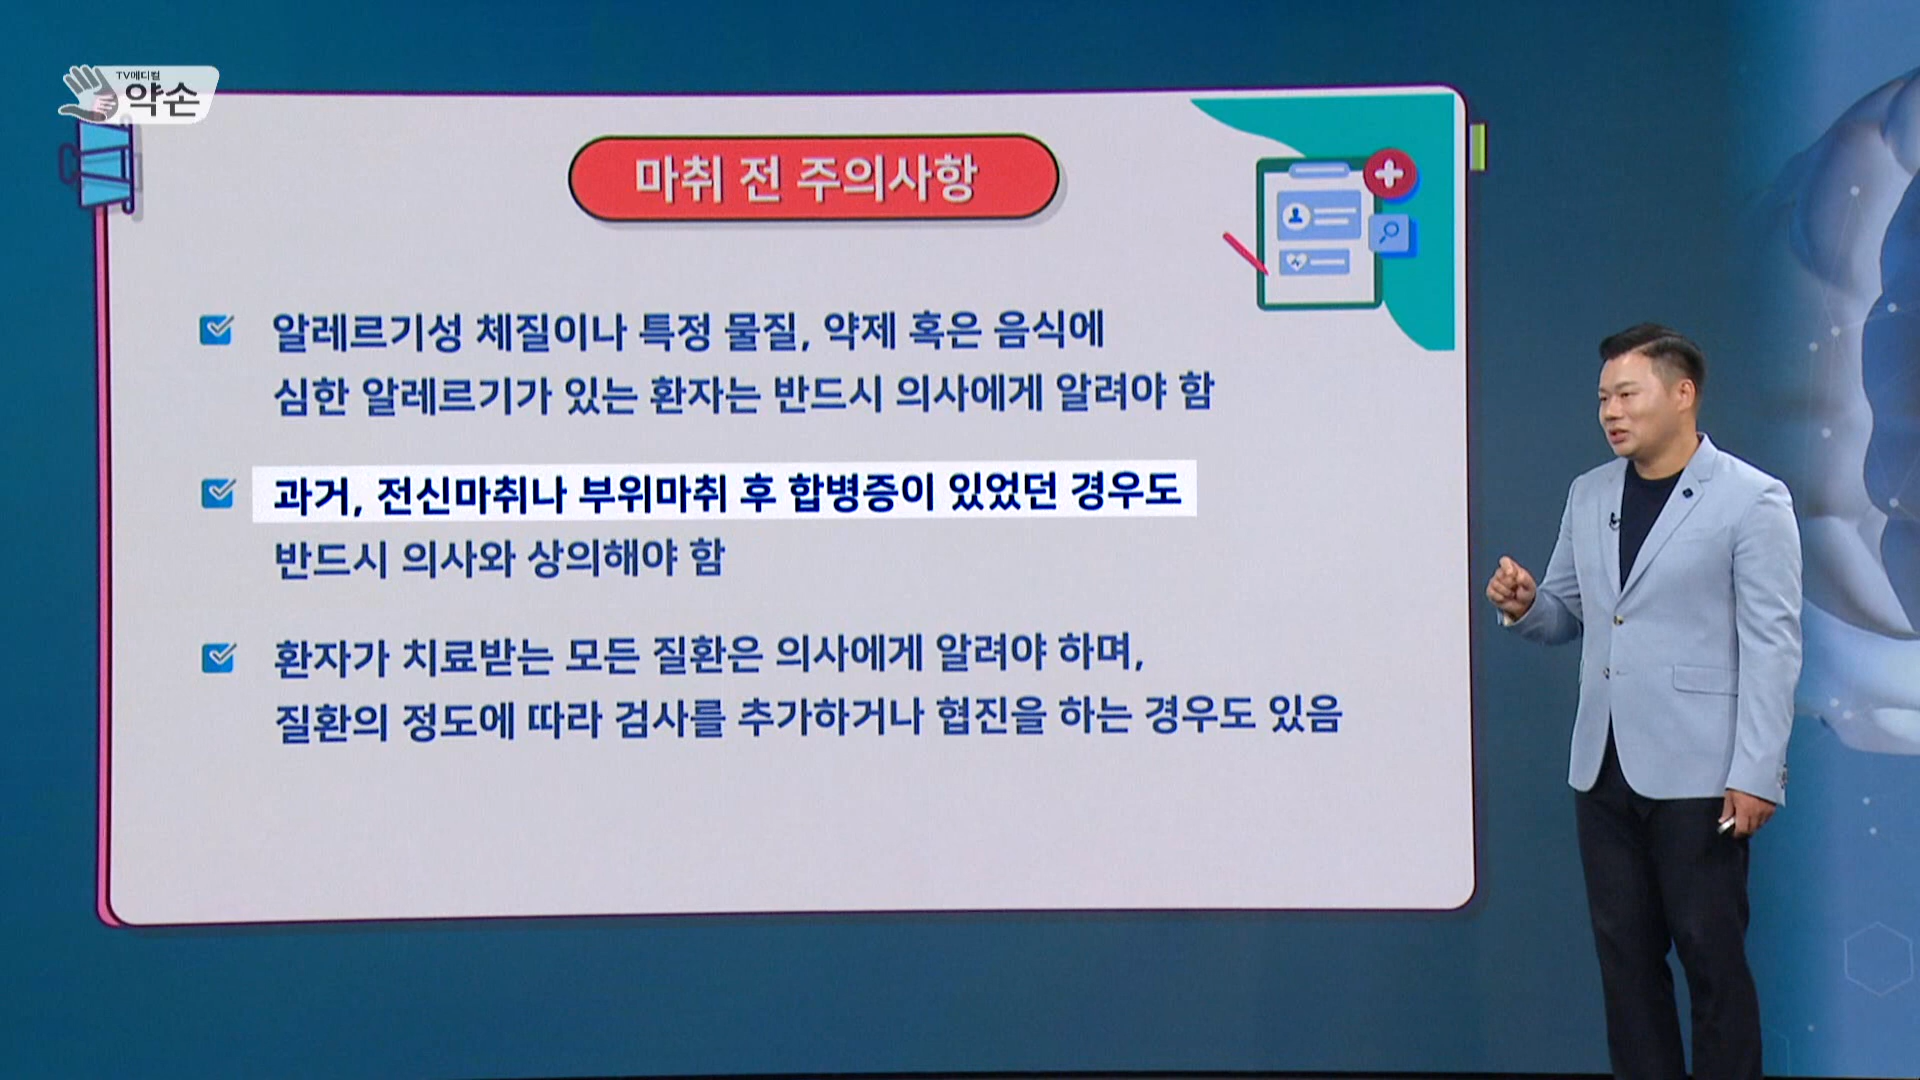 TV메디컬
약손
마취 전 주의사항
알레르기성 체질이나 특정 물질, 약제 혹은 음식에
심한 알레르기가 있는 환자는 반드시 의사에게 알려야 함
과거, 전신마취나 부위마취 후 합병증이 있었던 경우도
반드시 의사와 상의해야 함
환자가 치료받는 모든 질환은 의사에게 알려야 하며,
질환의 정도에 따라 검사를 추가하거나 협진을 하는 경우도 있음